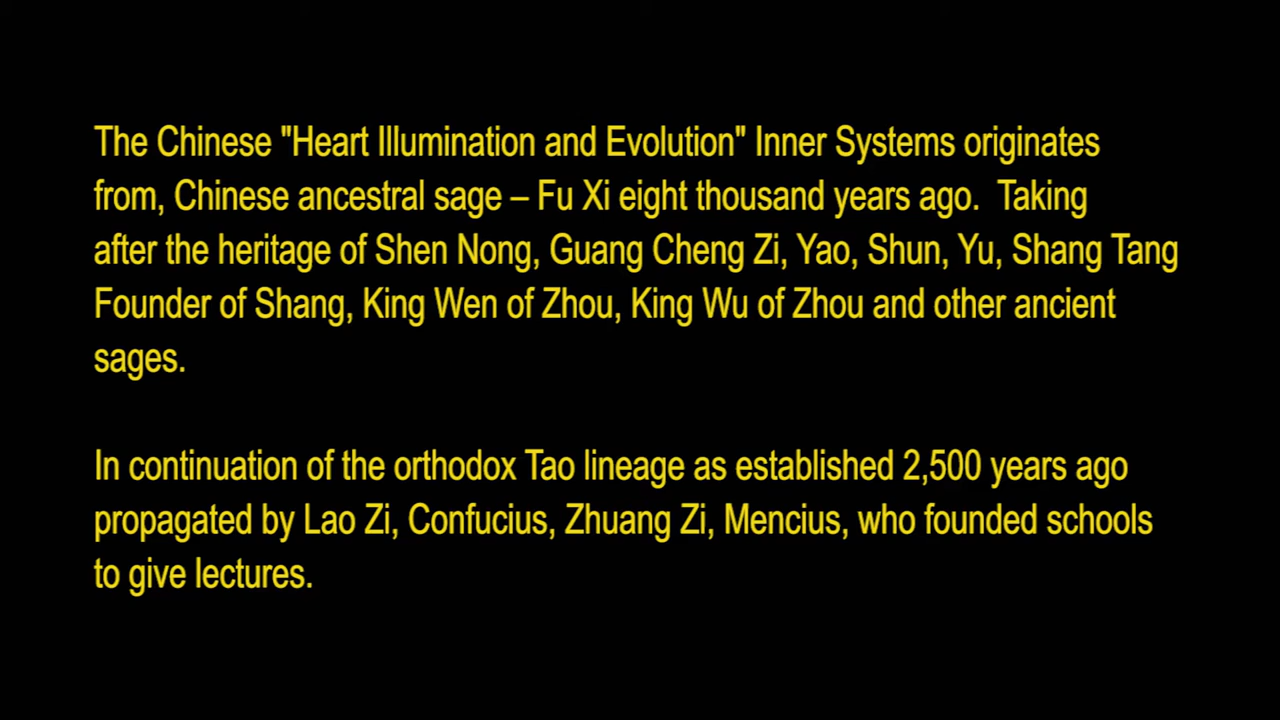 The Chinese "Heart Illumination and Evolution" Inner Systems originates
from, Chinese ancestral sage – Fu Xi eight thousand years ago.  Taking
after the heritage of Shen Nong, Guang Cheng Zi, Yao, Shun, Yu, Shang Tang
Founder of Shang, King Wen of Zhou, King Wu of Zhou and other ancient
sages.
In continuation of the orthodox Tao lineage as established 2,500 years ago
propagated by Lao Zi, Confucius, Zhuang Zi, Mencius, who founded schools
to give lectures.